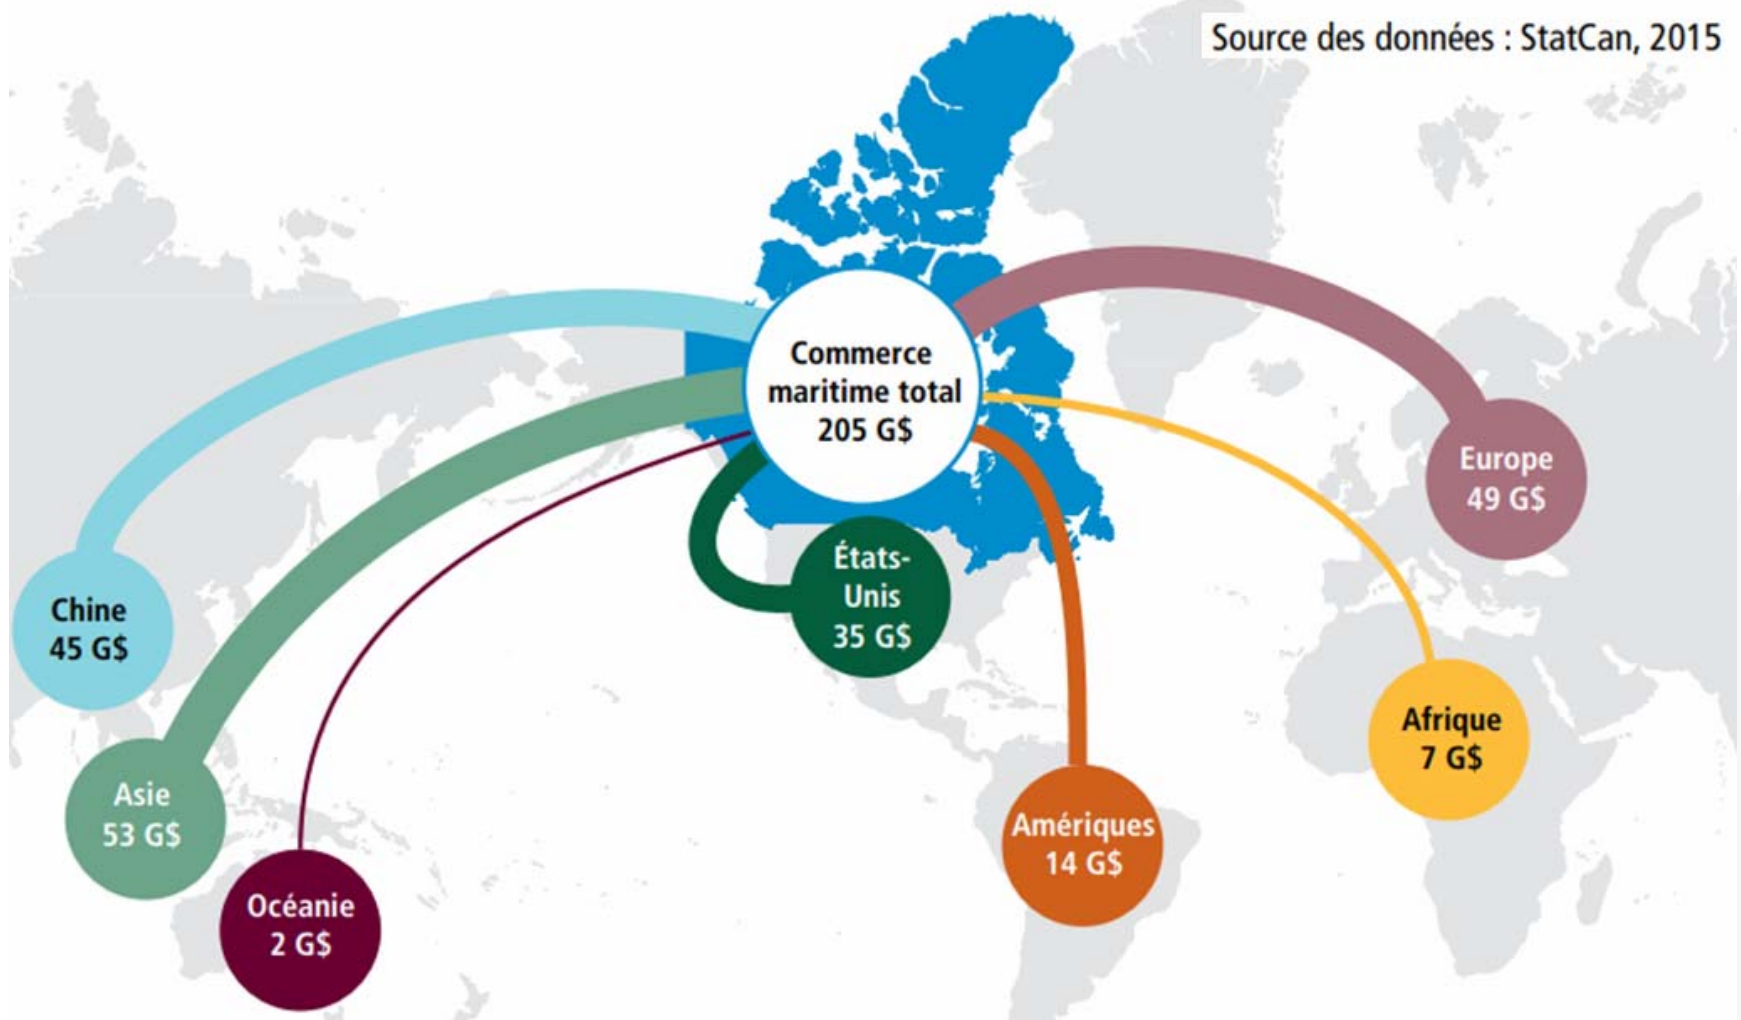 Source des données : StatCan, 2015
Commerce
maritime total
205 G$
Europe
49 G$
États-
Unis
35 G$
Chine
45 G$
Afrique
7 G$
Asie
53 G$
Amériques
14 G$
Océanie
2 G$